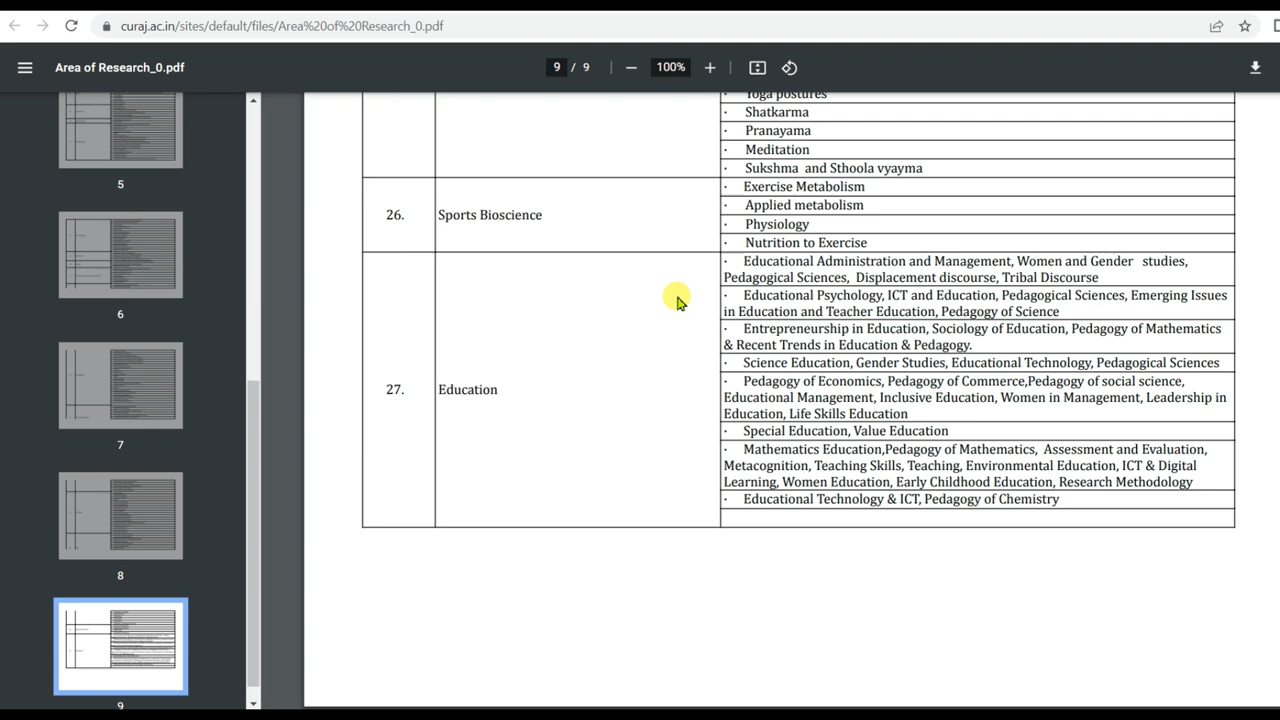 curaj.ac.in/sites/default/files/Area%20of%20Research_0.pdf
Area of Research_0.pdf
9 / 9
100%
5
6
7
8
9
· Yoga postures
· Shatkarma
· Pranayama
· Meditation
· Sukshma and Sthoola vyayma
26.
Sports Bioscience
· Exercise Metabolism
· Applied metabolism
· Physiology
· Nutrition to Exercise
27.
Education
· Educational Administration and Management, Women and Gender studies,
Pedagogical Sciences, Displacement discourse, Tribal Discourse
· Educational Psychology, ICT and Education, Pedagogical Sciences, Emerging Issues
in Education and Teacher Education, Pedagogy of Science
· Entrepreneurship in Education, Sociology of Education, Pedagogy of Mathematics
& Recent Trends in Education & Pedagogy.
· Science Education, Gender Studies, Educational Technology, Pedagogical Sciences
· Pedagogy of Economics, Pedagogy of Commerce,Pedagogy of social science,
Educational Management, Inclusive Education, Women in Management, Leadership in
Education, Life Skills Education
· Special Education, Value Education
· Mathematics Education,Pedagogy of Mathematics, Assessment and Evaluation,
Metacognition, Teaching Skills, Teaching, Environmental Education, ICT & Digital
Learning, Women Education, Early Childhood Education, Research Methodology
· Educational Technology & ICT, Pedagogy of Chemistry